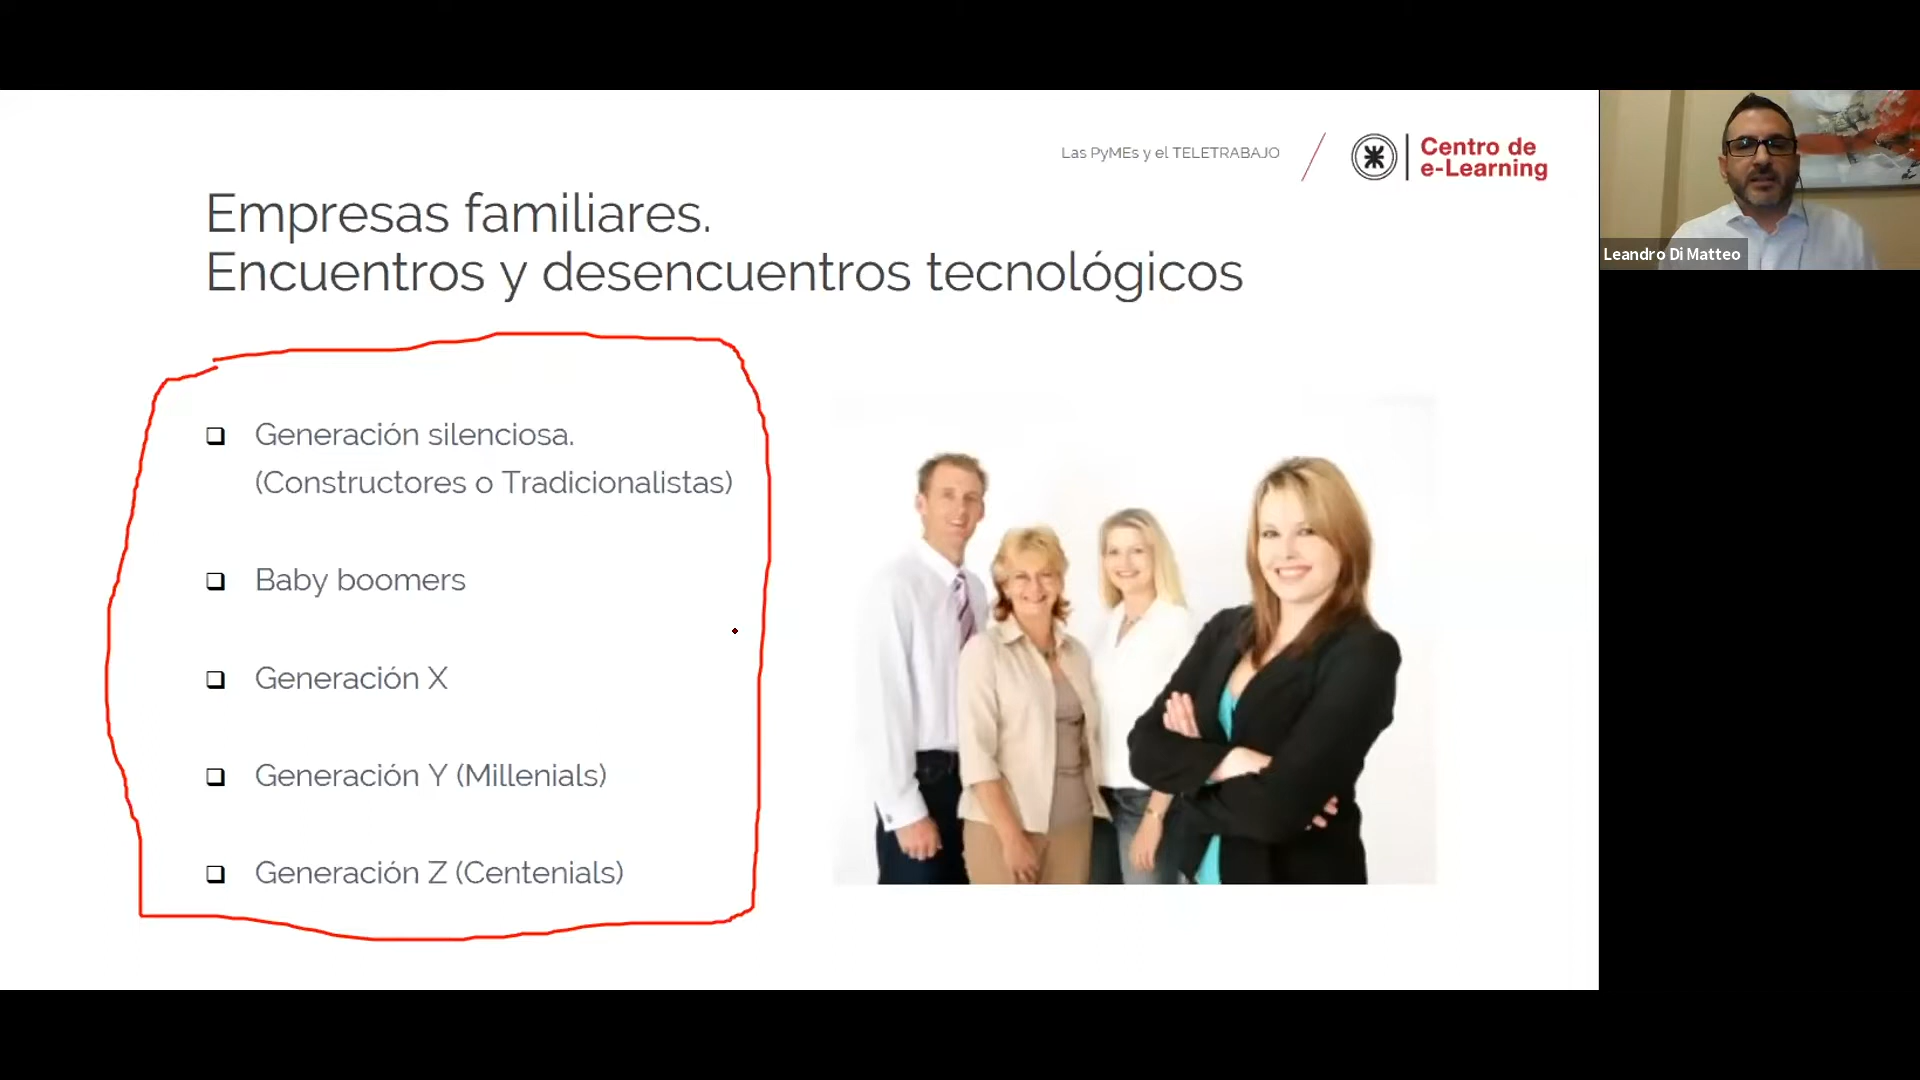 Las PyMEs y el TELETRABAJO
Centro de
e-Learning
Empresas familiares.
Encuentros y desencuentros tecnológicos
Generación silenciosa.
(Constructores o Tradicionalistas)
Baby boomers
Generación X
Generación Y (Millenials)
Generación Z (Centenials)
Leandro Di Matteo